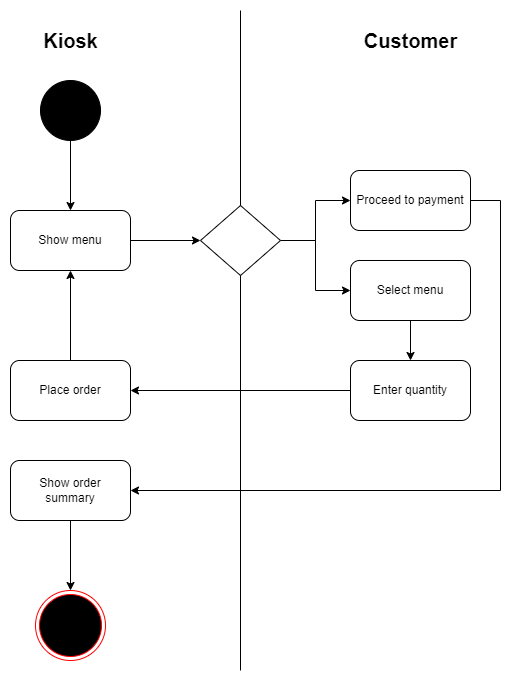 Kiosk
Customer
Proceed to payment
Show menu
Select menu
Place order
Enter quantity
Show order
summary